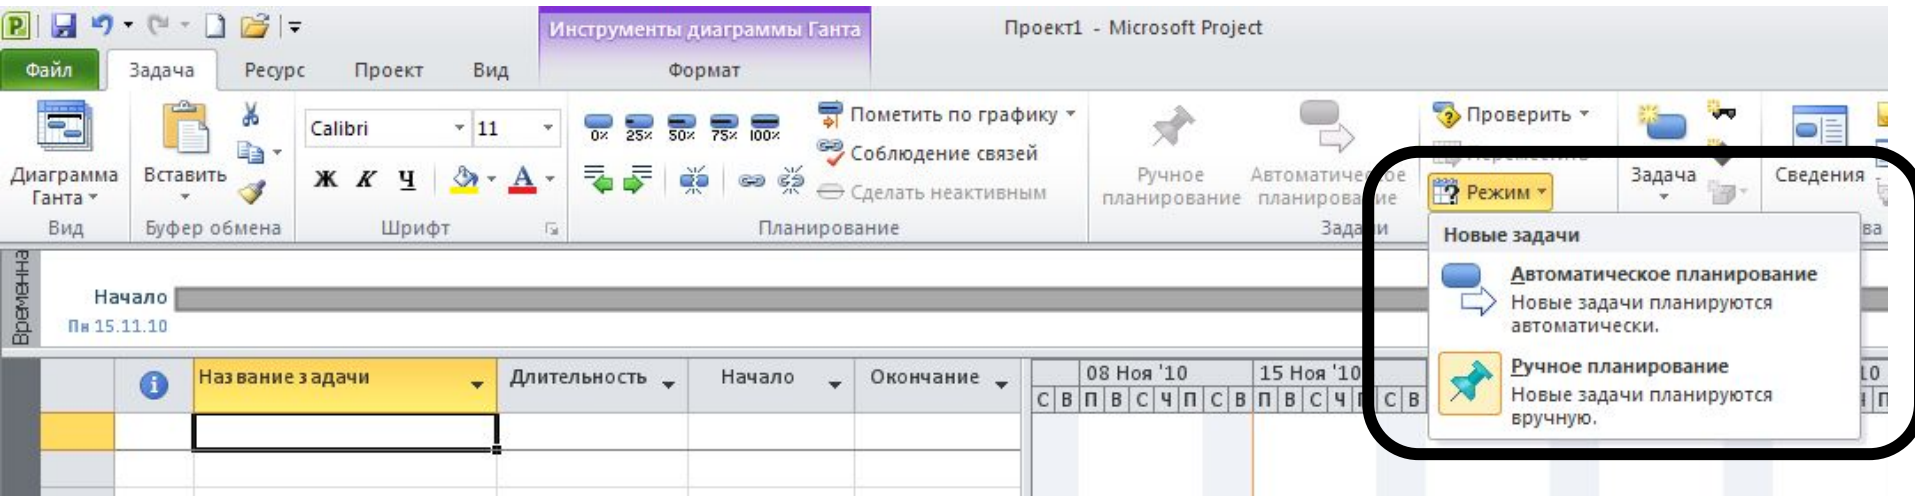 Инструменты диаграммы Ганта
Проект1 - Microsoft Project
Файл Задача Ресурс Проект Вид Формат
Диаграмма Ганта
Вид
Вставить
Буфер обмена
Calibri 11
Ж К Ч А
Шрифт
0% 25% 50% 75% 100%
Пометить по графику
Соблюдение связей
Сделать неактивным
Планирование
Ручное планирование
Автоматическое планирование
Проверить
Режим
Задачи
Задача
Сведения
ва
Новые задачи
Автоматическое планирование
Новые задачи планируются
автоматически.
Ручное планирование
Новые задачи планируются
вручную.
Временна
Начало
Пн 15.11.10
Название задачи Длительность Начало Окончание
08 Ноя '10 15 Ноя '10
С В П В С Ч П С В П В С Ч П С В